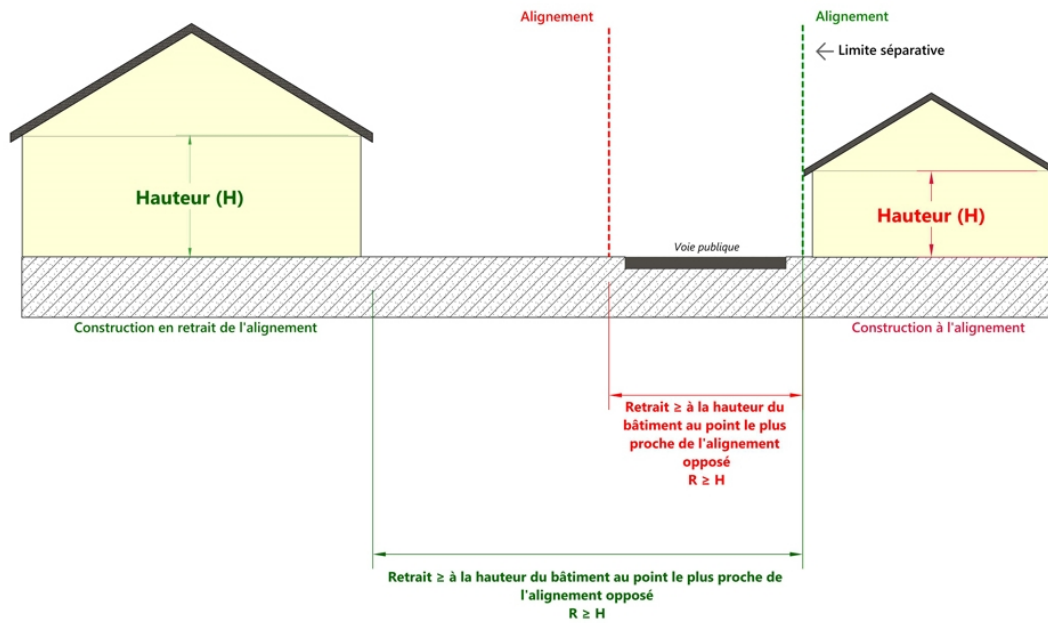 Alignement
Alignement
Limite séparative
Hauteur (H)
Hauteur (H)
Voie publique
Construction en retrait de l'alignement
Construction à l'alignement
Retrait ≥ à la hauteur du
bâtiment au point le plus
proche de l'alignement
opposé
R ≥ H
Retrait ≥ à la hauteur du bâtiment au point le plus proche de
l'alignement opposé
R ≥ H